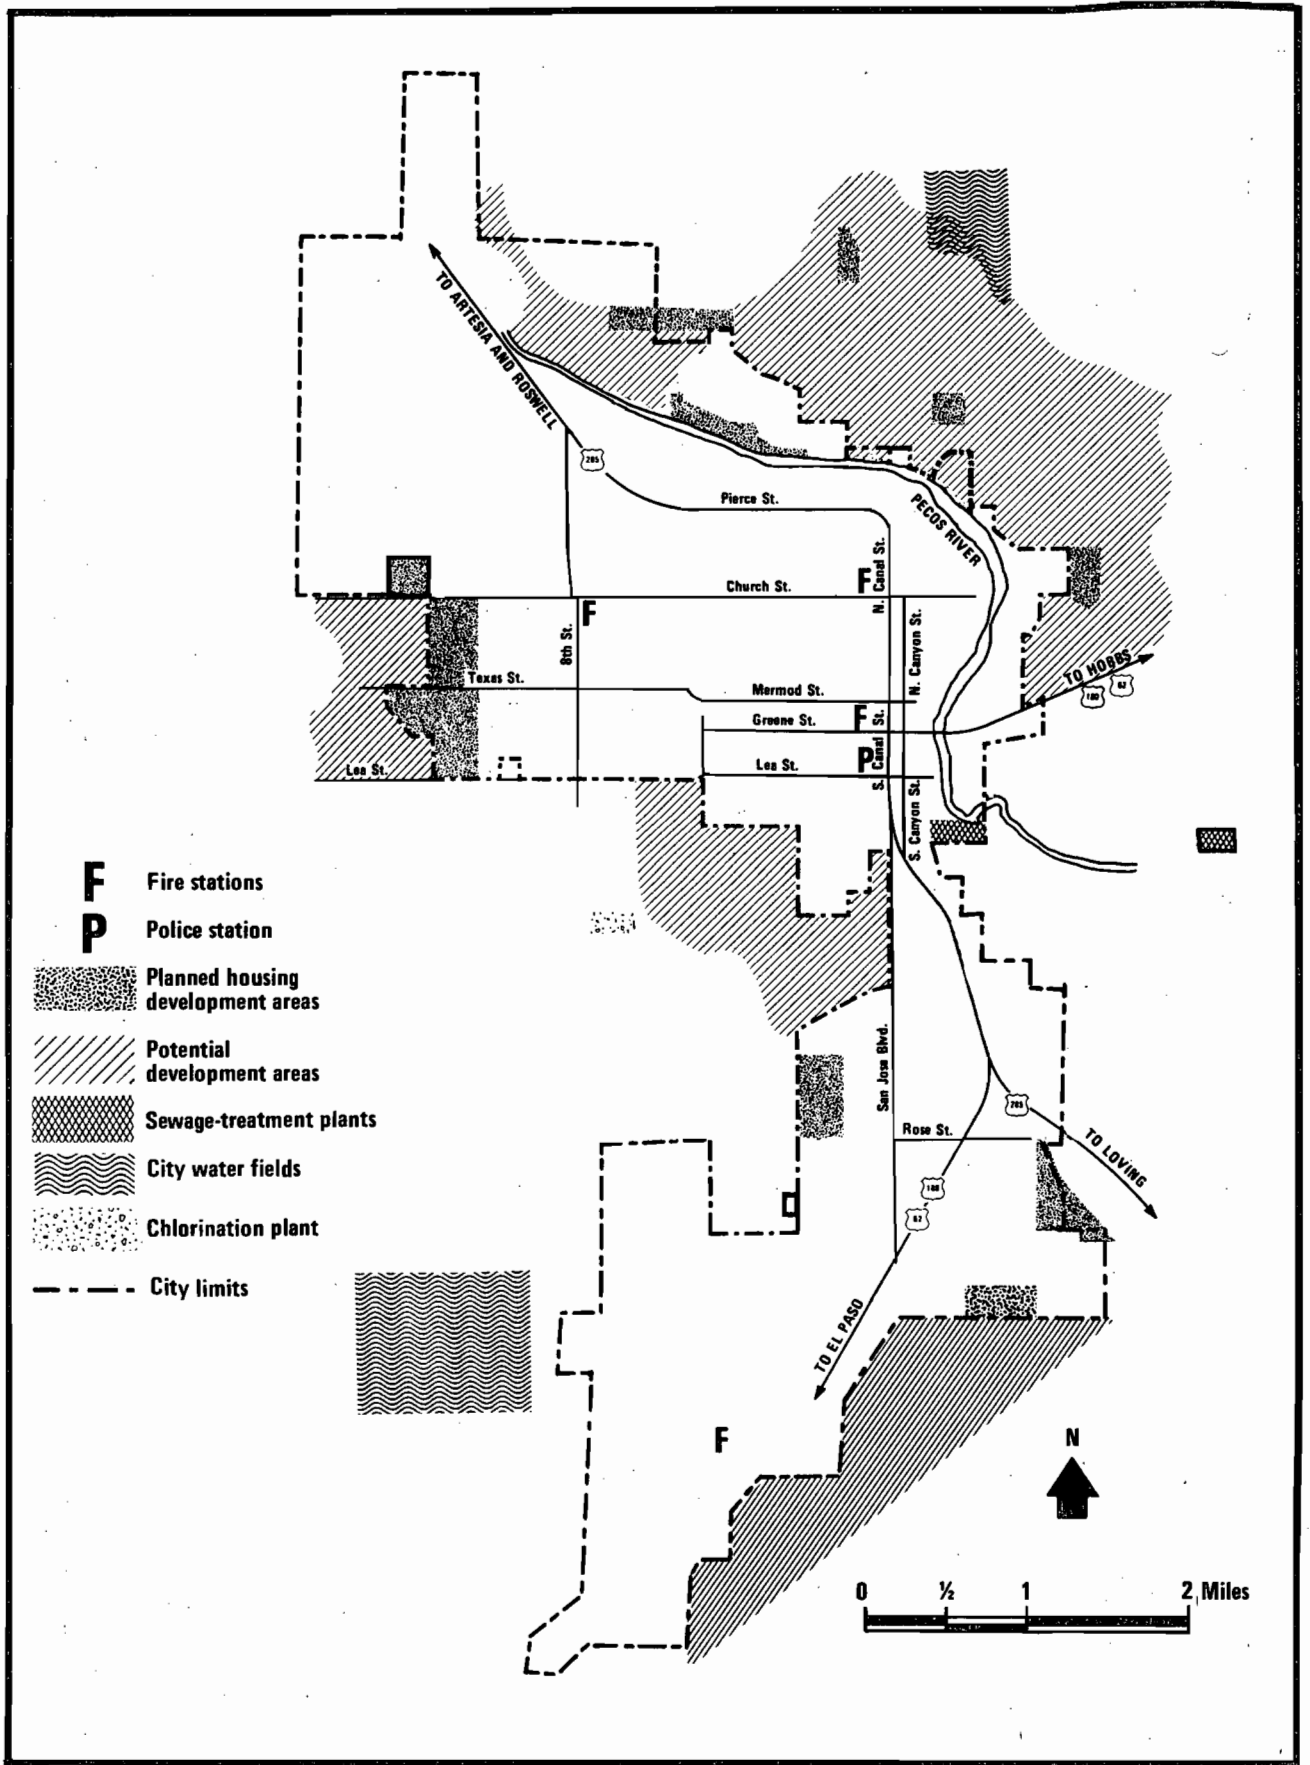 TO ARTESIA AND ROSWELL
285
Pierce St.
PECOS RIVER
N. Canal St.
F
Church St.
F
8th St.
N. Canyon St.
Texas St.
Mermod St.
TO HOBBS
180
62
Greene St.
F
S. Canal St.
P
Lea St.
Lea St.
S. Canyon St.
F
Fire stations
P
Police station
Planned housing
development areas
Potential
development areas
Sewage-treatment plants
City water fields
Chlorination plant
City limits
San Jose Blvd.
285
Rose St.
TO LOVING
180
62
TO EL PASO
F
N
0 ½ 1 2 Miles